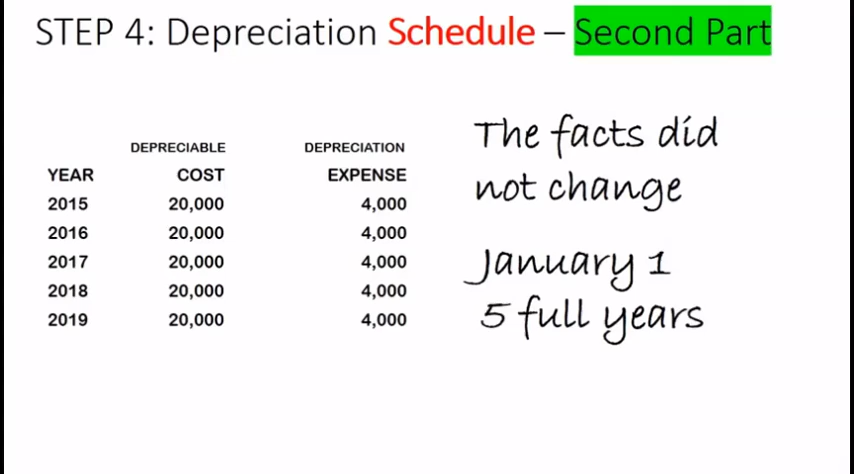 STEP 4: Depreciation Schedule – Second Part
DEPRECIABLE DEPRECIATION
YEAR COST EXPENSE
2015 20,000 4,000
2016 20,000 4,000
2017 20,000 4,000
2018 20,000 4,000
2019 20,000 4,000
The facts did
not change
January 1
5 full years